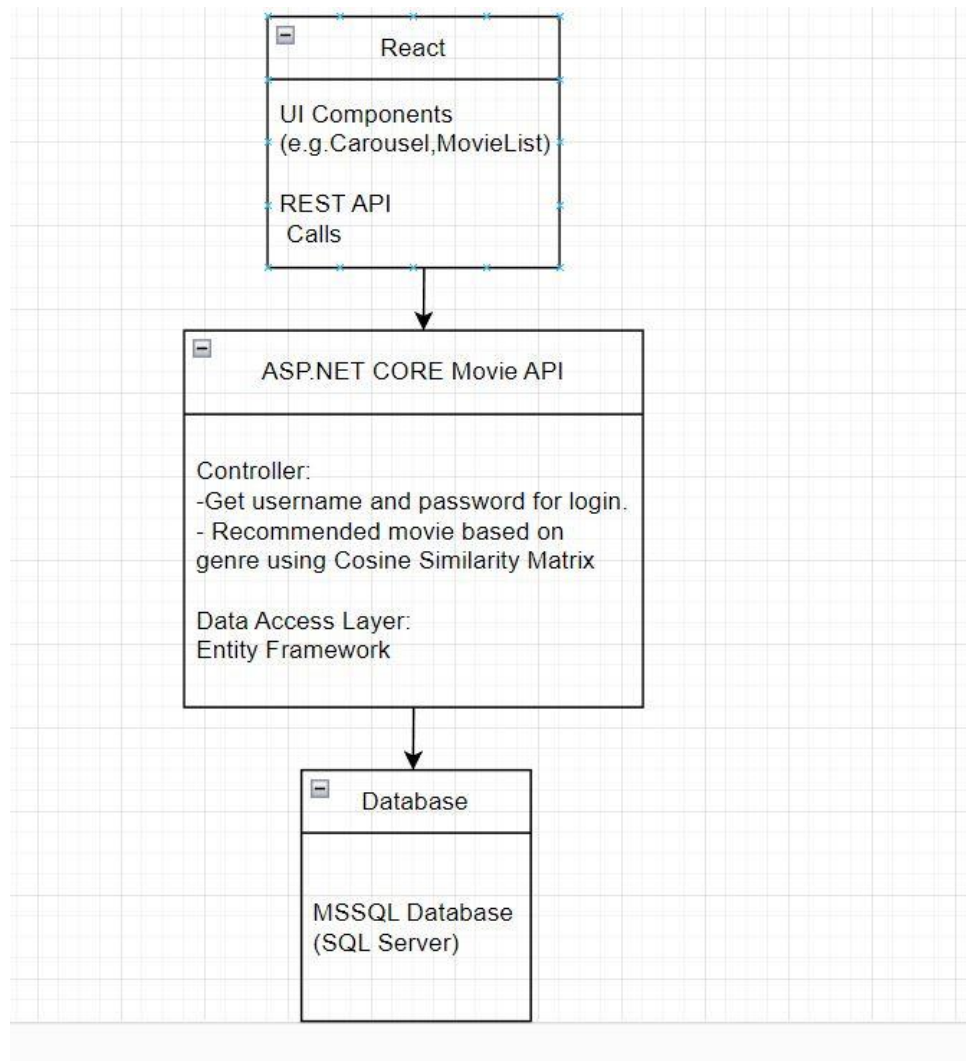 React
UI Components
(e.g.Carousel,MovieList)
REST API
Calls
ASP.NET CORE Movie API
Controller:
-Get username and password for login.
- Recommended movie based on
genre using Cosine Similarity Matrix
Data Access Layer:
Entity Framework
Database
MSSQL Database
(SQL Server)